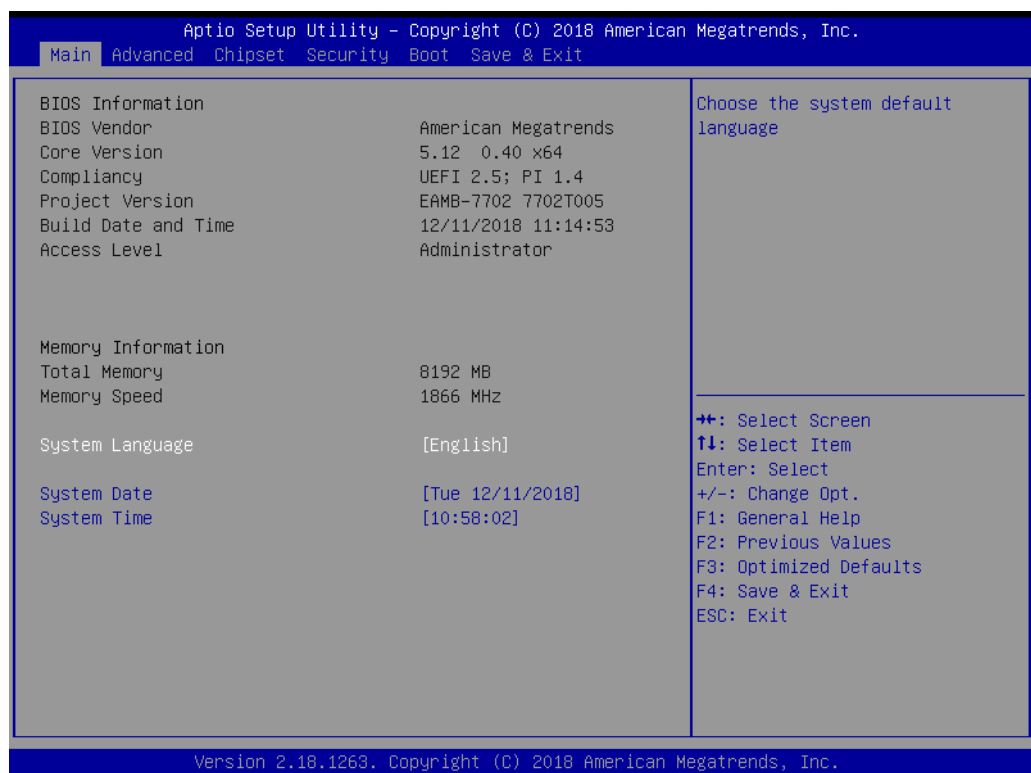 Aptio Setup Utility – Copyright (C) 2018 American Megatrends, Inc.
Main Advanced Chipset Security Boot Save & Exit
BIOS Information
BIOS Vendor American Megatrends
Core Version 5.12 0.40 x64
Compliancy UEFI 2.5; PI 1.4
Project Version EAMB-7702 7702T005
Build Date and Time 12/11/2018 11:14:53
Access Level Administrator
Memory Information
Total Memory 8192 MB
Memory Speed 1866 MHz
System Language [English]
System Date [Tue 12/11/2018]
System Time [10:58:02]
Choose the system default
language
→←: Select Screen
↑↓: Select Item
Enter: Select
+/-: Change Opt.
F1: General Help
F2: Previous Values
F3: Optimized Defaults
F4: Save & Exit
ESC: Exit
Version 2.18.1263. Copyright (C) 2018 American Megatrends, Inc.